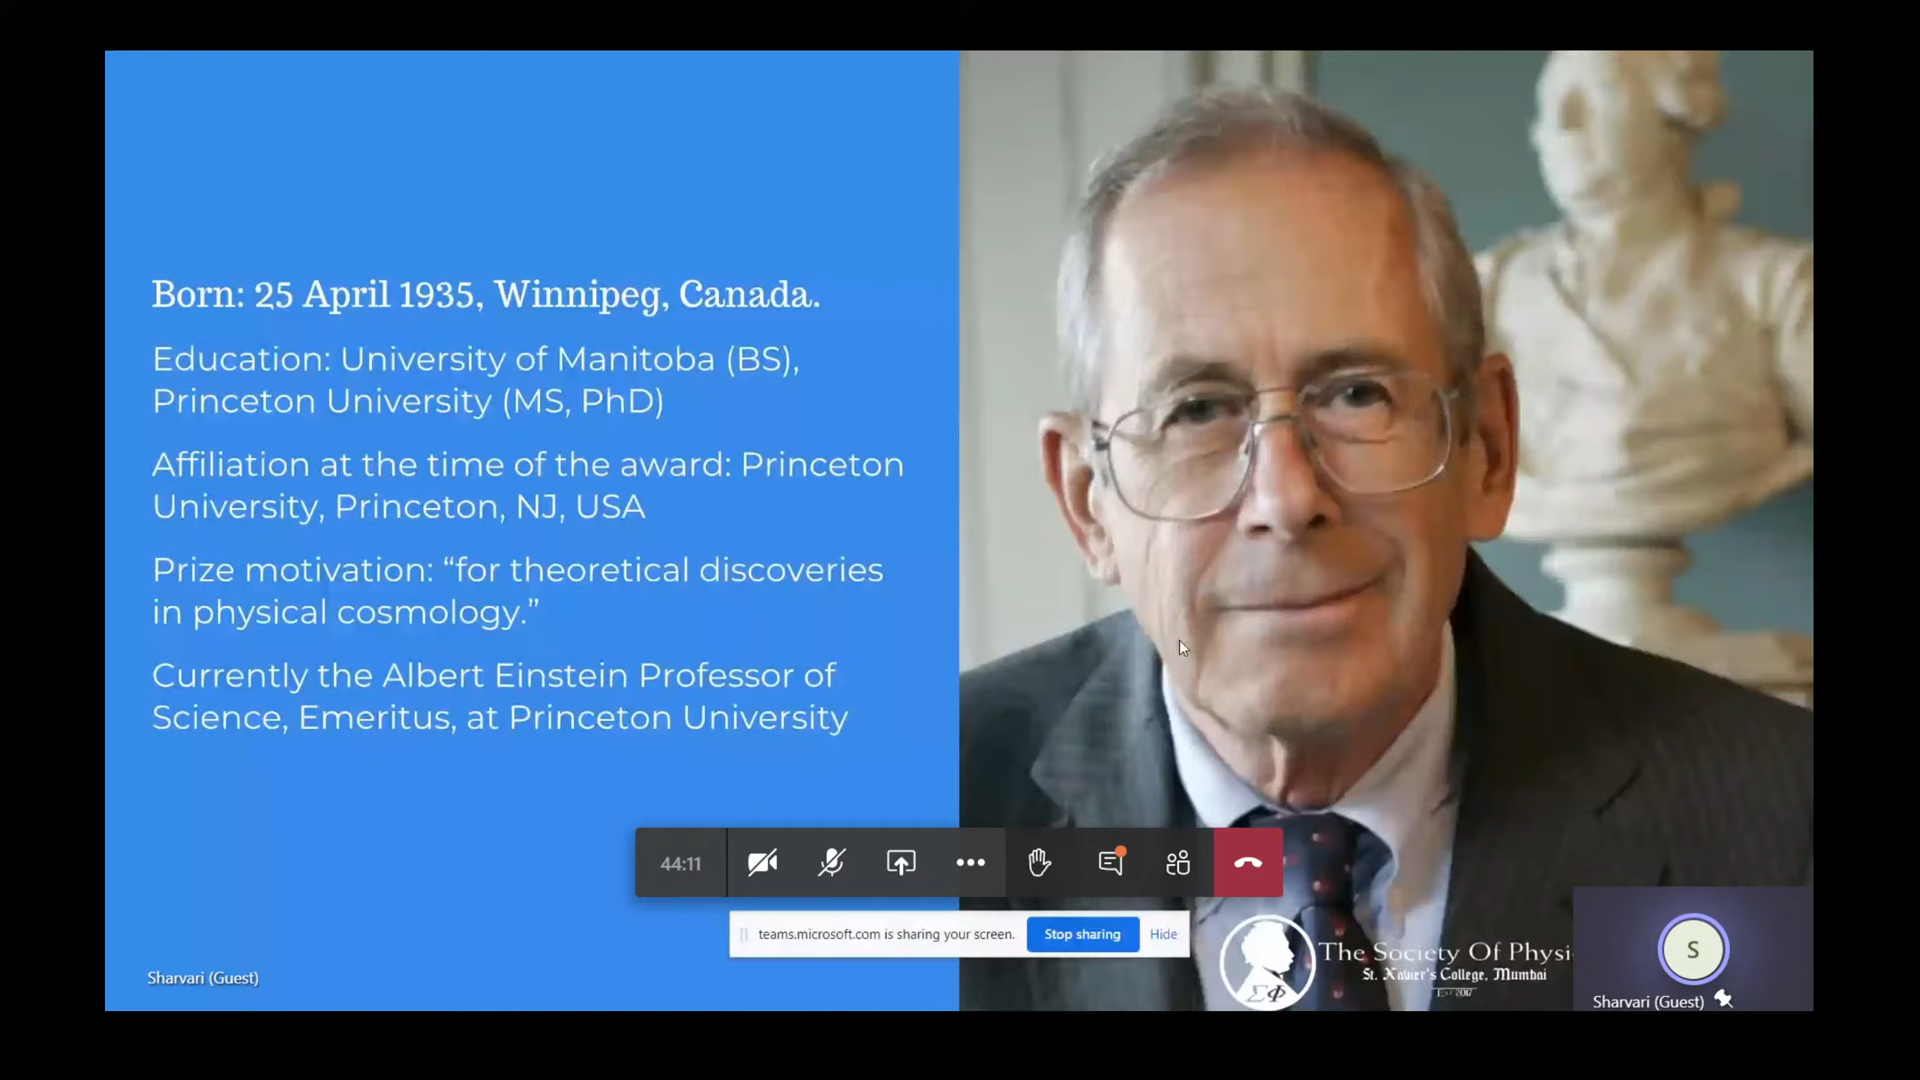 Born: 25 April 1935, Winnipeg, Canada.
Education: University of Manitoba (BS),
Princeton University (MS, PhD)
Affiliation at the time of the award: Princeton
University, Princeton, NJ, USA
Prize motivation: “for theoretical discoveries
in physical cosmology.”
Currently the Albert Einstein Professor of
Science, Emeritus, at Princeton University
44:11
teams.microsoft.com is sharing your screen.
Stop sharing
Hide
ΣΦ
The Society Of Physi
St. Xavier's College, Mumbai
EST 2017
S
Sharvari (Guest)
Sharvari (Guest)